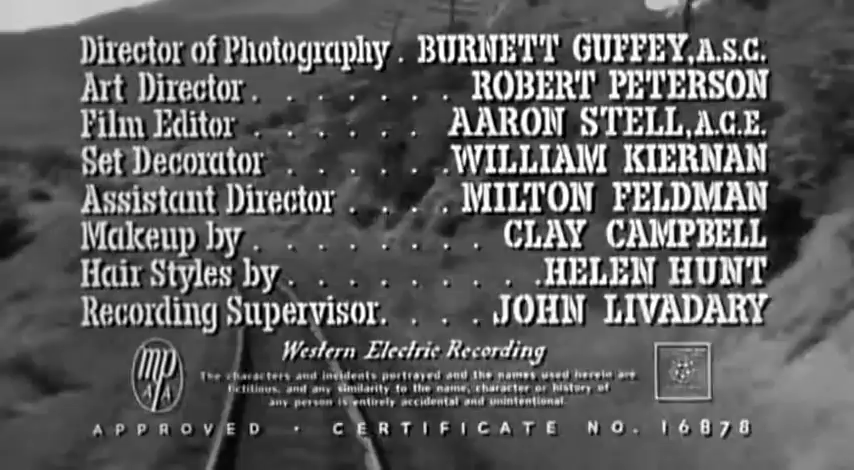 Director of Photography . BURNETT GUFFEY, A.S.C.
Art Director . . . . . . . ROBERT PETERSON
Film Editor . . . . . . AARON STELL, A.C.E.
Set Decorator . . . . . . WILLIAM KIERNAN
Assistant Director . . . . MILTON FELDMAN
Makeup by . . . . . . . . CLAY CAMPBELL
Hair Styles by . . . . . . . . . HELEN HUNT
Recording Supervisor. . . . JOHN LIVADARY
Western Electric Recording
mp
AA
The characters and incidents portrayed and the names used herein are
fictitious, and any similarity to the name, character or history of
any person is entirely accidental and unintentional.
APPROVED • CERTIFICATE NO. 16878